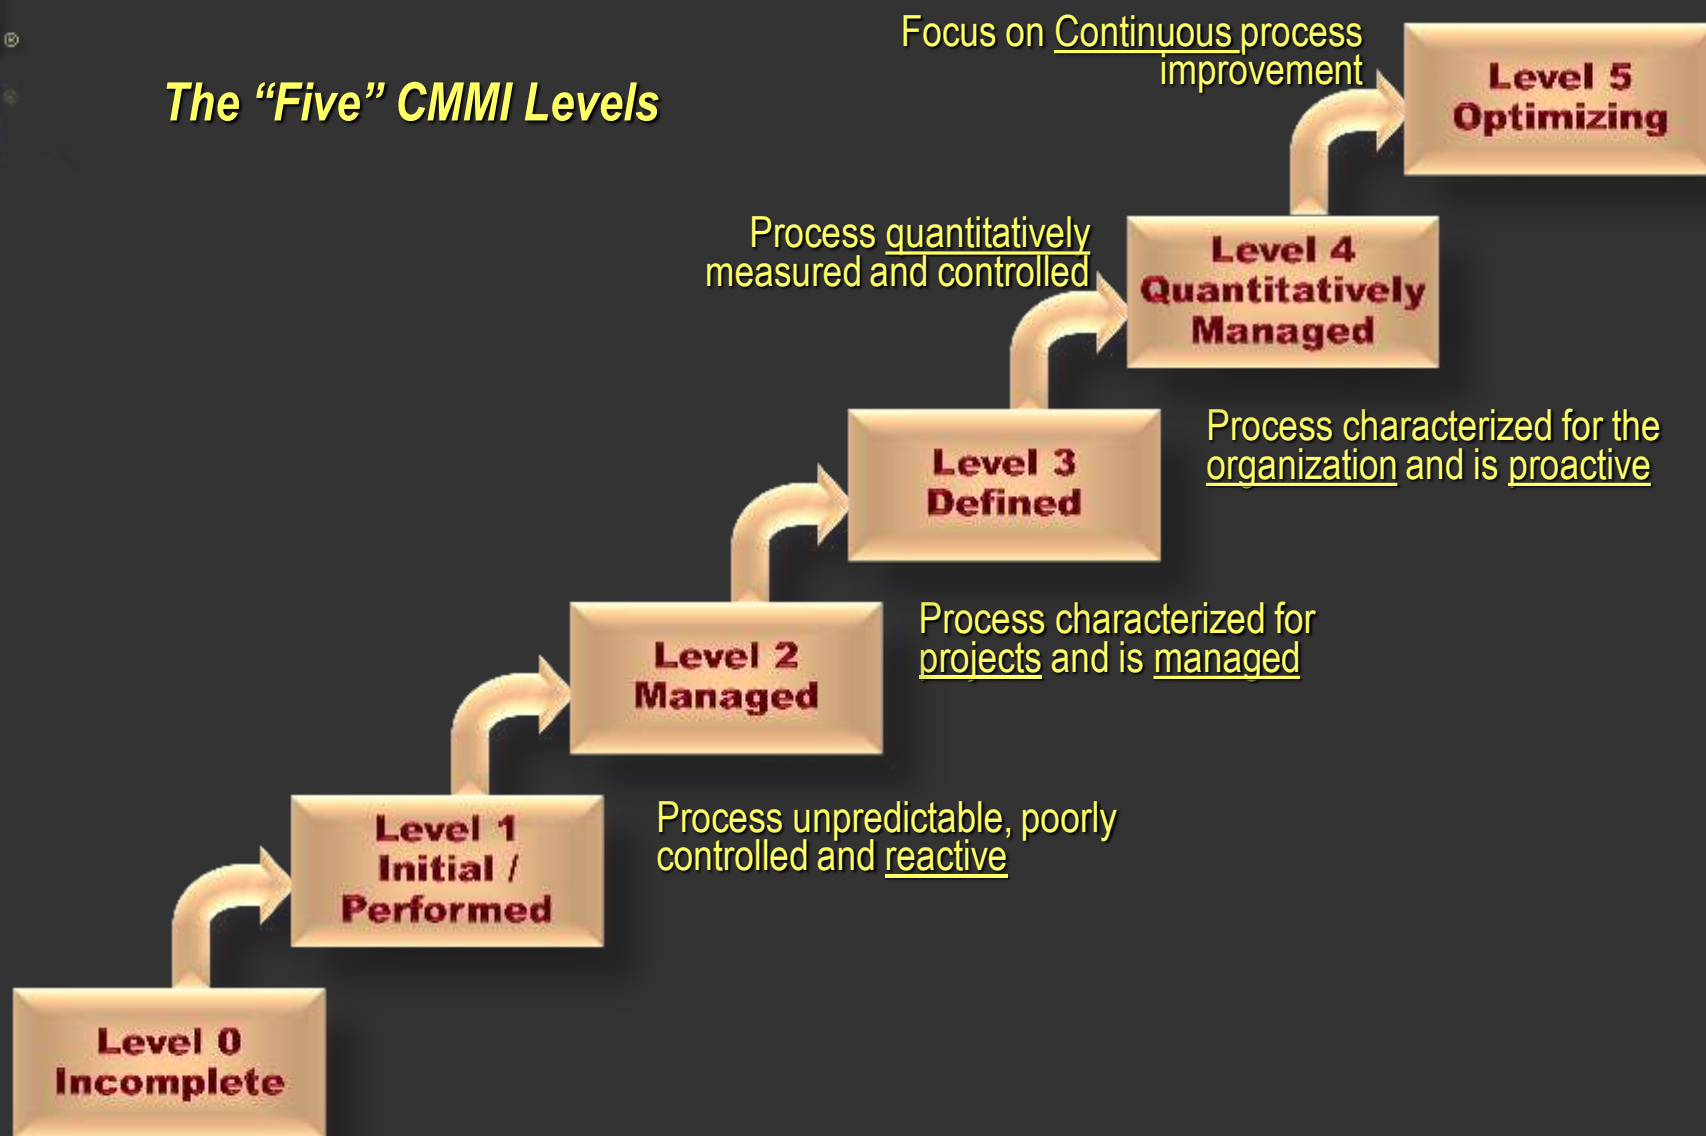 The “Five” CMMI Levels
Focus on Continuous process
improvement
Level 5
Optimizing
Process quantitatively
measured and controlled
Level 4
Quantitatively
Managed
Process characterized for the
organization and is proactive
Level 3
Defined
Process characterized for
projects and is managed
Level 2
Managed
Process unpredictable, poorly
controlled and reactive
Level 1
Initial /
Performed
Level 0
Incomplete